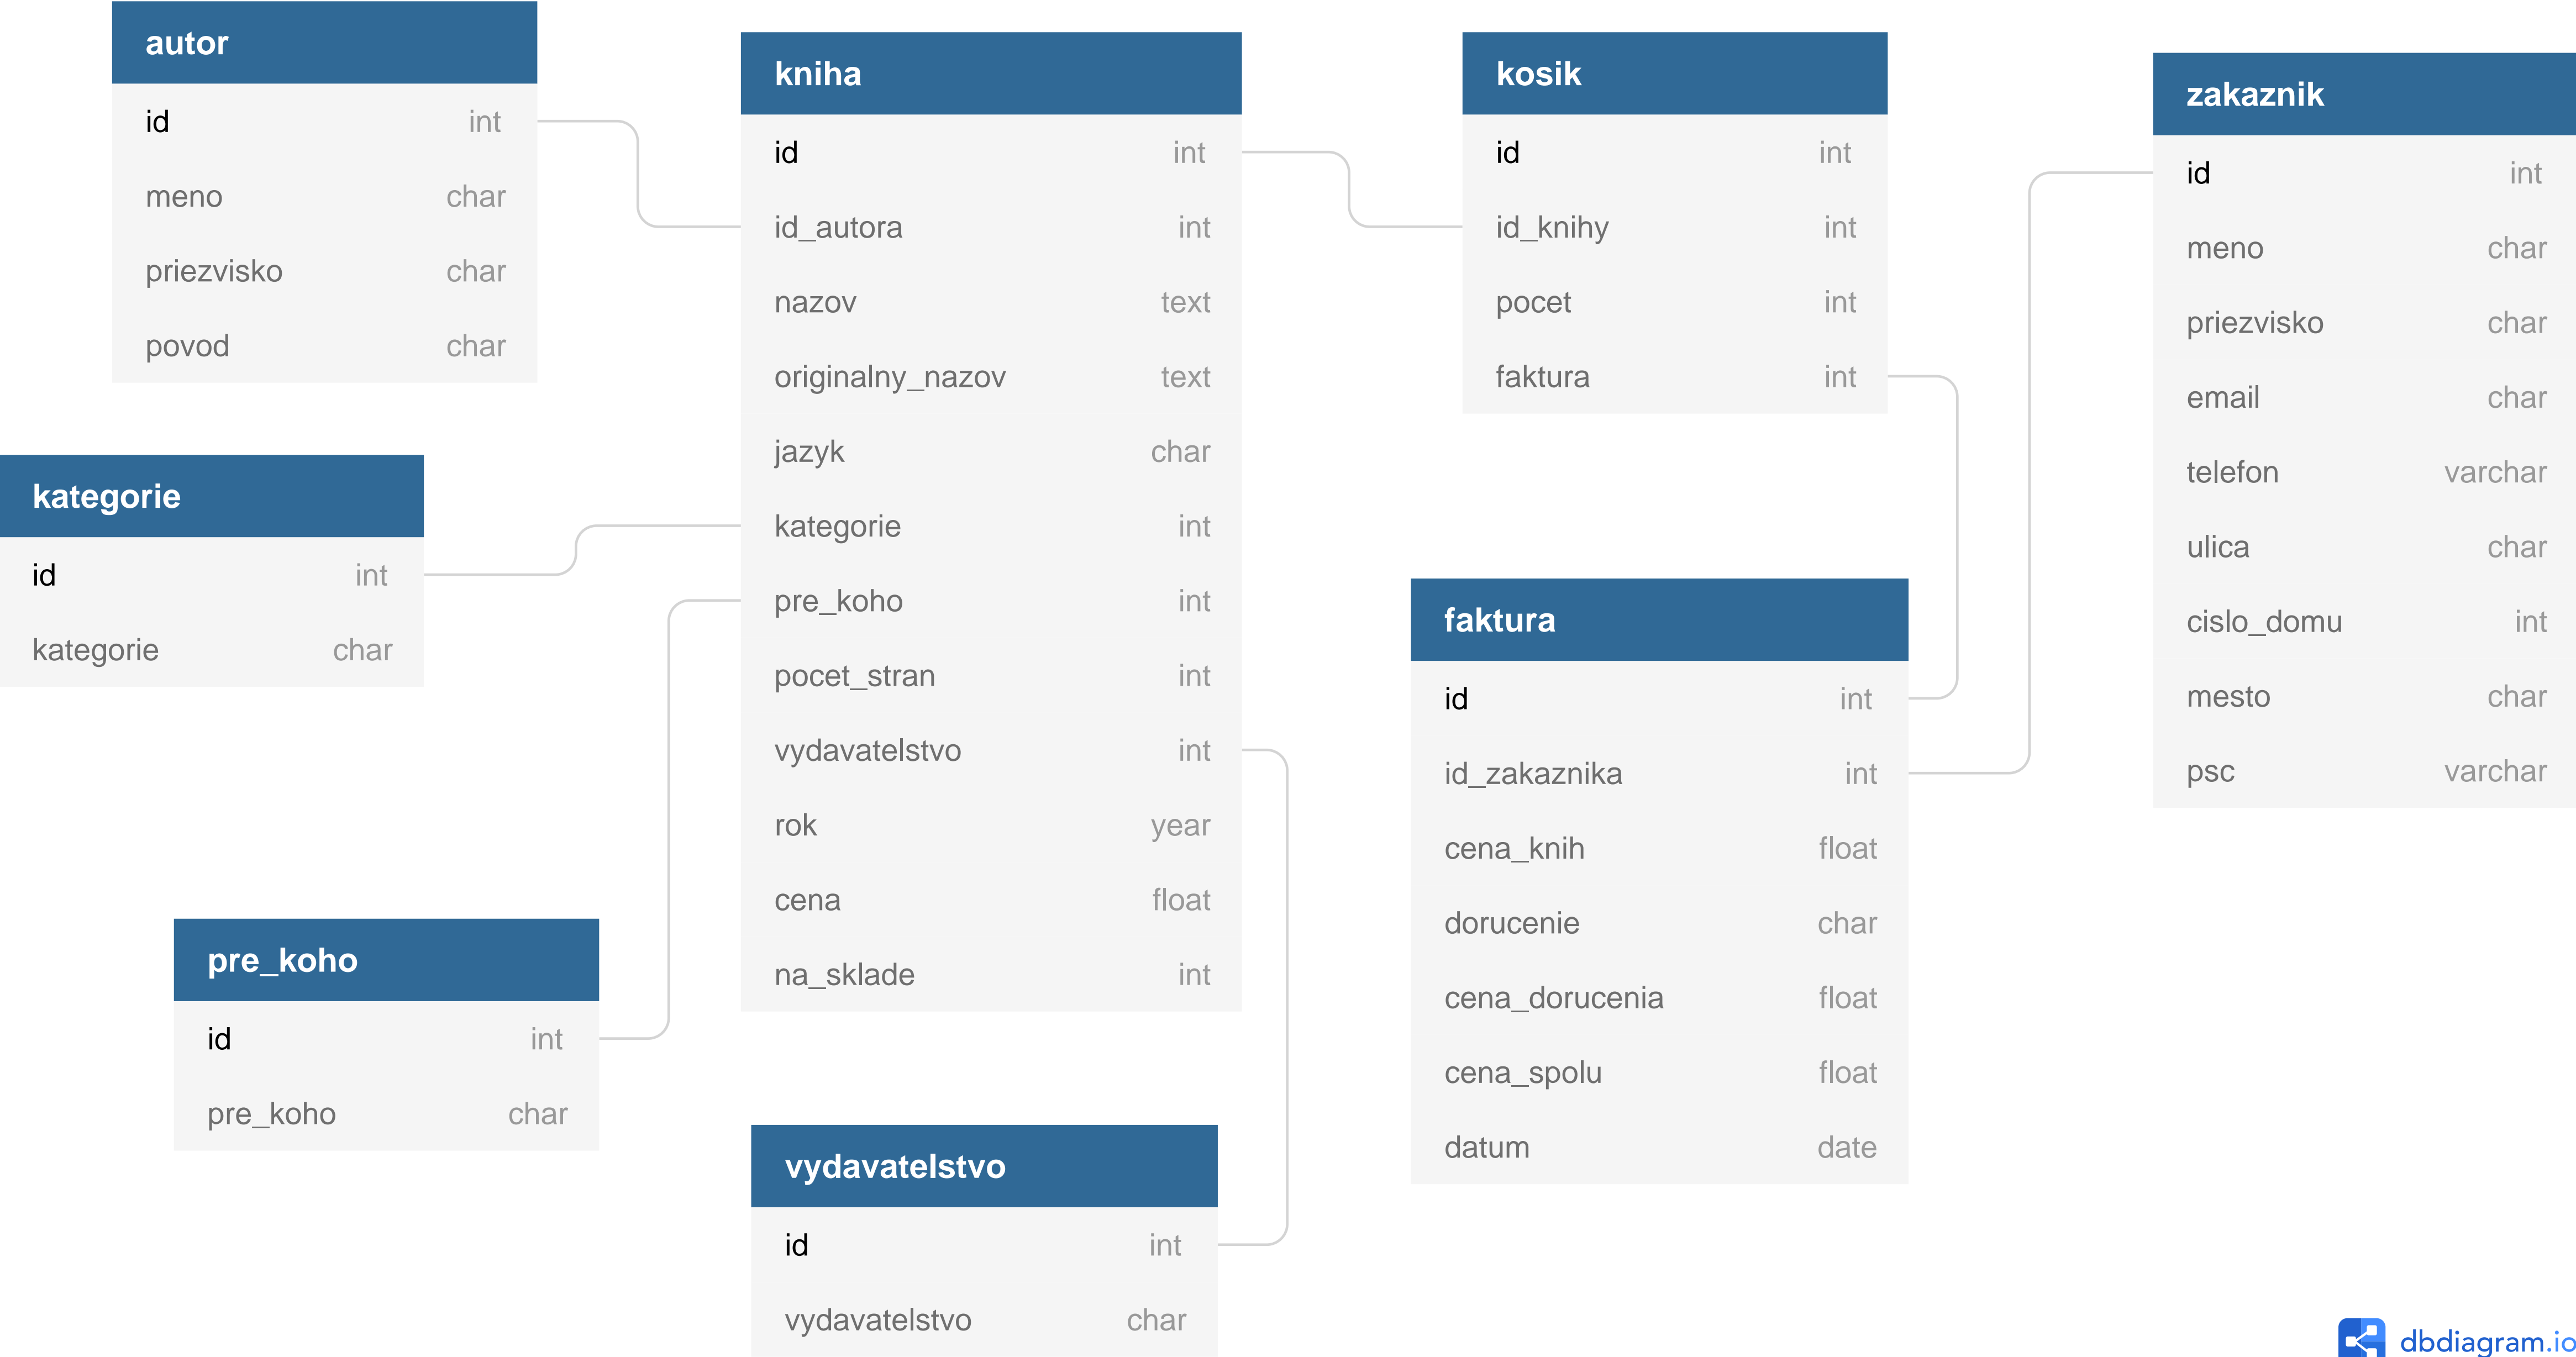 autor
id int
meno char
priezvisko char
povod char
kniha
id int
id_autora int
nazov text
originalny_nazov text
jazyk char
kategorie int
pre_koho int
pocet_stran int
vydavatelstvo int
rok year
cena float
na_sklade int
kosik
id int
id_knihy int
pocet int
faktura int
zakaznik
id int
meno char
priezvisko char
email char
telefon varchar
ulica char
cislo_domu int
mesto char
psc varchar
kategorie
id int
kategorie char
faktura
id int
id_zakaznika int
cena_knih float
dorucenie char
cena_dorucenia float
cena_spolu float
datum date
pre_koho
id int
pre_koho char
vydavatelstvo
id int
vydavatelstvo char
dbdiagram.io